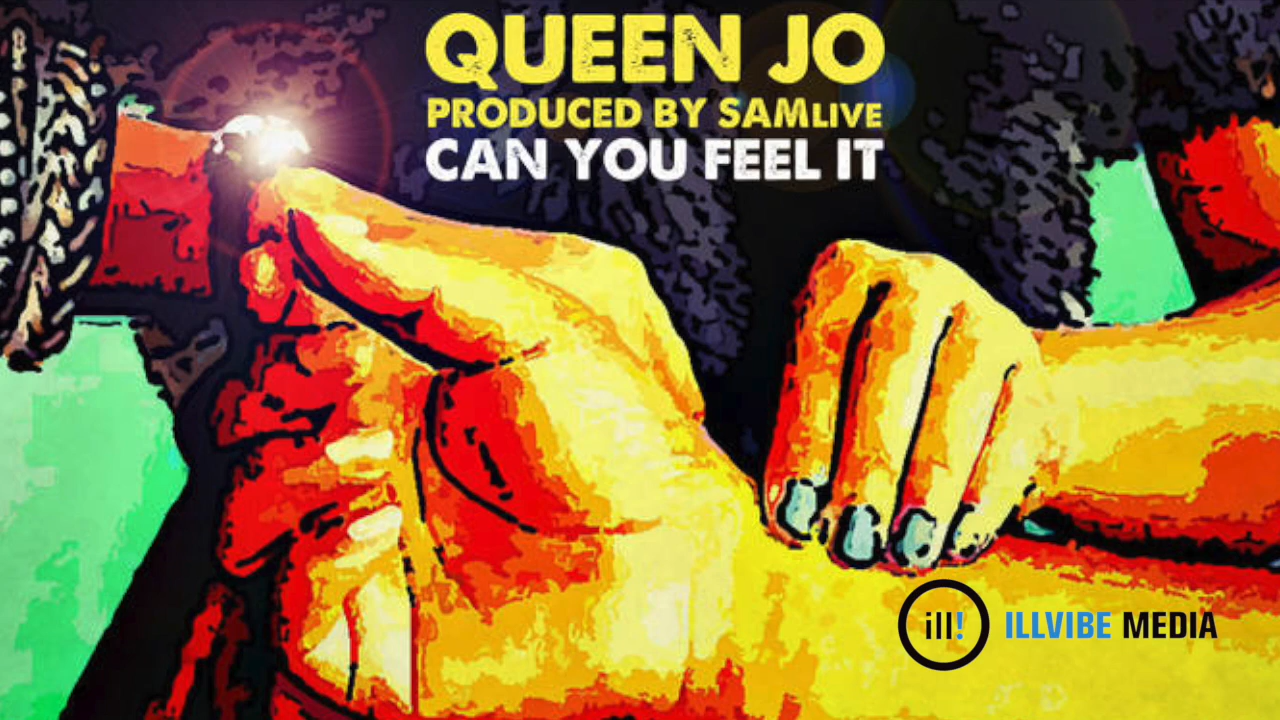 QUEEN JO
PRODUCED BY SAMLIVE
CAN YOU FEEL IT
ill! ILLVIBE MEDIA